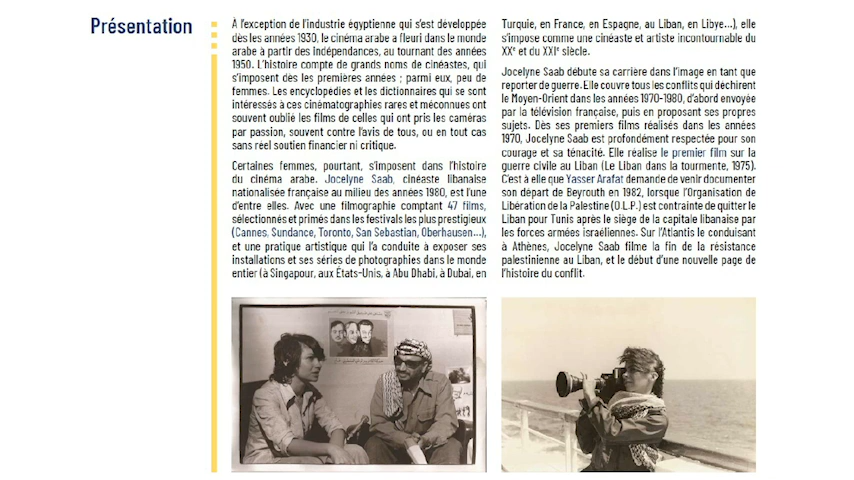 Présentation
À l'exception de l'industrie égyptienne qui s'est développée
dès les années 1930, le cinéma arabe a fleuri dans le monde
arabe à partir des indépendances, au tournant des années
1950. L'histoire compte de grands noms de cinéastes, qui
s'imposent dès les premières années ; parmi eux, peu de
femmes. Les encyclopédies et les dictionnaires qui se sont
intéressés à ces cinématographies rares et méconnues ont
souvent oublié les films de celles qui ont pris les caméras
par passion, souvent contre l'avis de tous, ou en tout cas
sans réel soutien financier ni critique.
Certaines femmes, pourtant, s'imposent dans l'histoire
du cinéma arabe. Jocelyne Saab, cinéaste libanaise
nationalisée française au milieu des années 1980, est l'une
d'entre elles. Avec une filmographie comptant 47 films,
sélectionnés et primés dans les festivals les plus prestigieux
(Cannes, Sundance, Toronto, San Sebastian, Oberhausen...),
et une pratique artistique qui l'a conduite à exposer ses
installations et ses séries de photographies dans le monde
entier (à Singapour, aux États-Unis, à Abu Dhabi, à Dubai, en
Turquie, en France, en Espagne, au Liban, en Libye...), elle
s'impose comme une cinéaste et artiste incontournable du
XXe et du XXIe siècle.
Jocelyne Saab débute sa carrière dans l'image en tant que
reporter de guerre. Elle couvre tous les conflits qui déchirent
le Moyen-Orient dans les années 1970-1980, d'abord envoyée
par la télévision française, puis en proposant ses propres
sujets. Dès ses premiers films réalisés dans les années
1970, Jocelyne Saab est profondément respectée pour son
courage et sa ténacité. Elle réalise le premier film sur la
guerre civile au Liban (Le Liban dans la tourmente, 1975).
C'est à elle que Yasser Arafat demande de venir documenter
son départ de Beyrouth en 1982, lorsque l'Organisation de
Libération de la Palestine (O.L.P.) est contrainte de quitter le
Liban pour Tunis après le siège de la capitale libanaise par
les forces armées israéliennes. Sur l'Atlantis le conduisant
à Athènes, Jocelyne Saab filme la fin de la résistance
palestinienne au Liban, et le début d'une nouvelle page de
l'histoire du conflit.